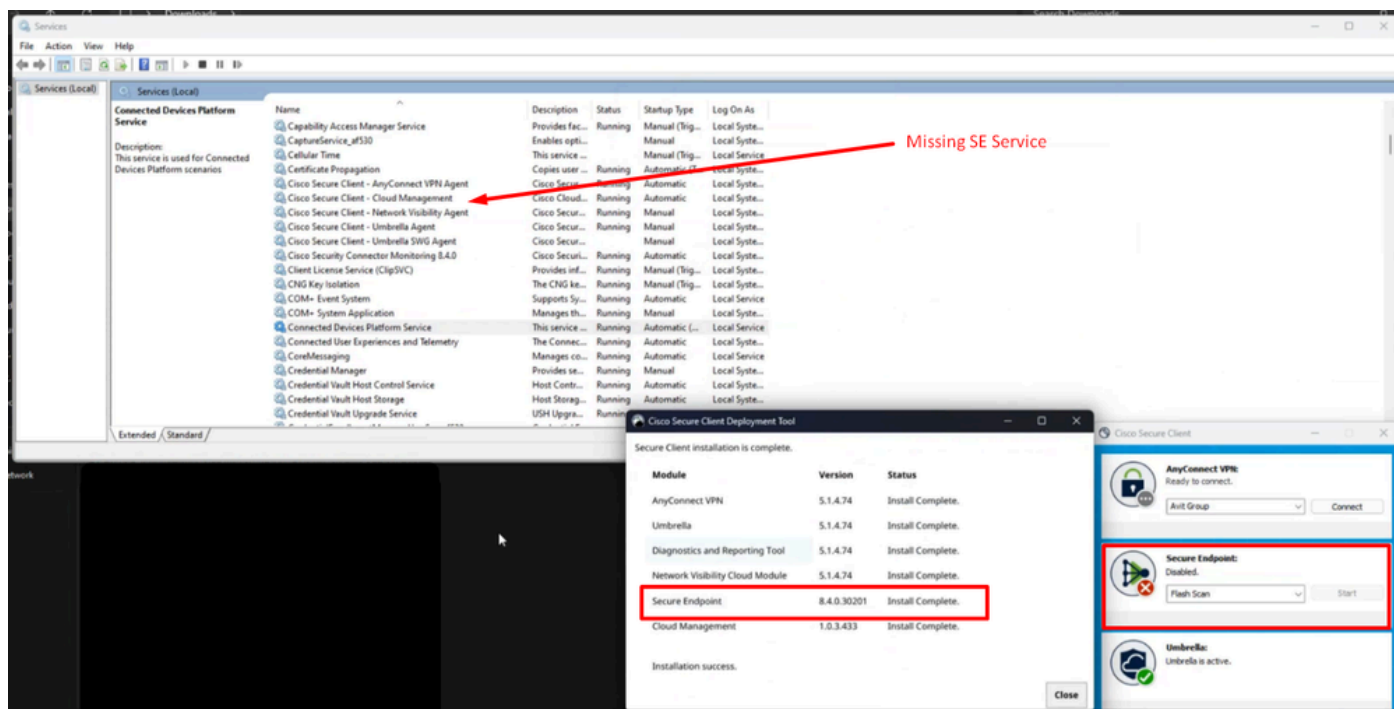 Services
File Action View Help
Services (Local)
Services (Local)
Connected Devices Platform Service
Description:
This service is used for Connected Devices Platform scenarios
Name Description Status Startup Type Log On As
Capability Access Manager Service Provides fac... Running Manual (Trig... Local Syste...
CaptureService_af530 Enables opti... Manual Local Syste...
Cellular Time This service ... Manual (Trig... Local Service
Certificate Propagation Copies user ... Running Automatic (T... Local Syste...
Cisco Secure Client - AnyConnect VPN Agent Cisco Secur... Running Automatic Local Syste...
Cisco Secure Client - Cloud Management Cisco Cloud... Running Automatic Local Syste...
Cisco Secure Client - Network Visibility Agent Cisco Secur... Running Manual Local Syste...
Cisco Secure Client - Umbrella Agent Cisco Secur... Running Manual Local Syste...
Cisco Secure Client - Umbrella SWG Agent Cisco Secur... Manual Local Syste...
Cisco Security Connector Monitoring 8.4.0 Cisco Securi... Running Automatic Local Syste...
Client License Service (ClipSVC) Provides inf... Running Manual (Trig... Local Syste...
CNG Key Isolation The CNG ke... Running Manual (Trig... Local Syste...
COM+ Event System Supports Sy... Running Automatic Local Service
COM+ System Application Manages th... Running Manual Local Syste...
Connected Devices Platform Service This service ... Running Automatic (... Local Service
Connected User Experiences and Telemetry The Connec... Running Automatic Local Syste...
CoreMessaging Manages co... Running Automatic Local Service
Credential Manager Provides se... Running Manual Local Syste...
Credential Vault Host Control Service Host Contr... Running Automatic Local Syste...
Credential Vault Host Storage Host Storag... Running Automatic Local Syste...
Credential Vault Upgrade Service USH Upgra... Running
Extended Standard
Missing SE Service
etwork
Cisco Secure Client Deployment Tool
Secure Client installation is complete.
Module Version Status
AnyConnect VPN 5.1.4.74 Install Complete.
Umbrella 5.1.4.74 Install Complete.
Diagnostics and Reporting Tool 5.1.4.74 Install Complete.
Network Visibility Cloud Module 5.1.4.74 Install Complete.
Secure Endpoint 8.4.0.30201 Install Complete.
Cloud Management 1.0.3.433 Install Complete.
Installation success.
Close
Cisco Secure Client
AnyConnect VPN:
Ready to connect.
Avit Group Connect
Secure Endpoint:
Disabled.
Flash Scan Start
Umbrella:
Umbrella is active.